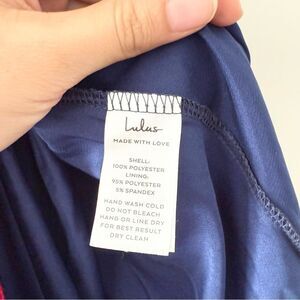 Lulus
MADE WITH LOVE
SHELL:
100% POLYESTER
LINING:
95% POLYESTER
5% SPANDEX
HAND WASH COLD
DO NOT BLEACH
HANG OR LINE DRY
FOR BEST RESULT
DRY CLEAN